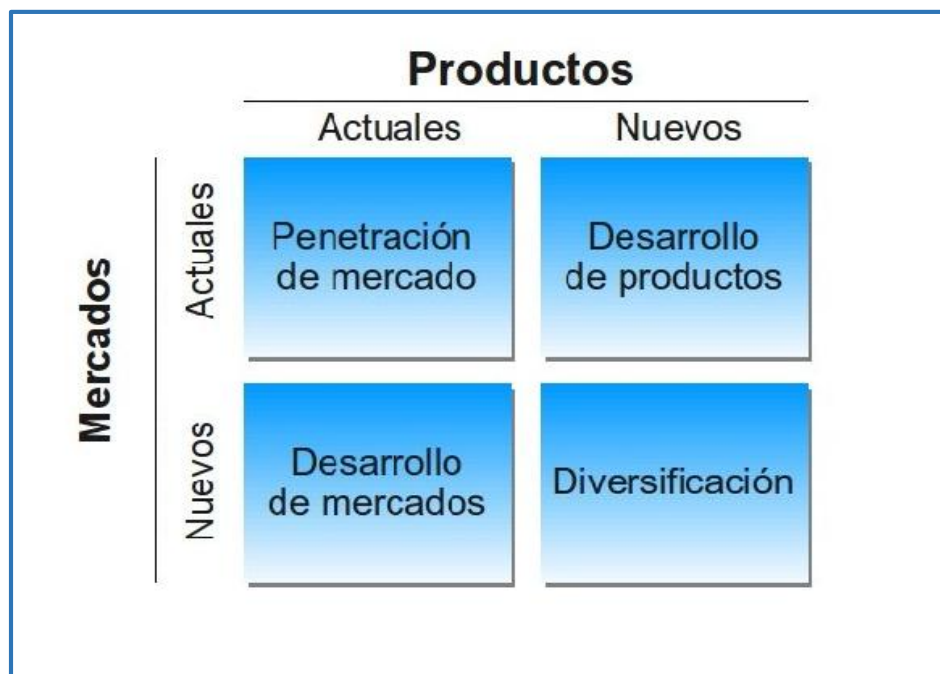 Productos
Actuales
Nuevos
Mercados
Actuales
Penetración
de mercado
Desarrollo
de productos
Nuevos
Desarrollo
de mercados
Diversificación